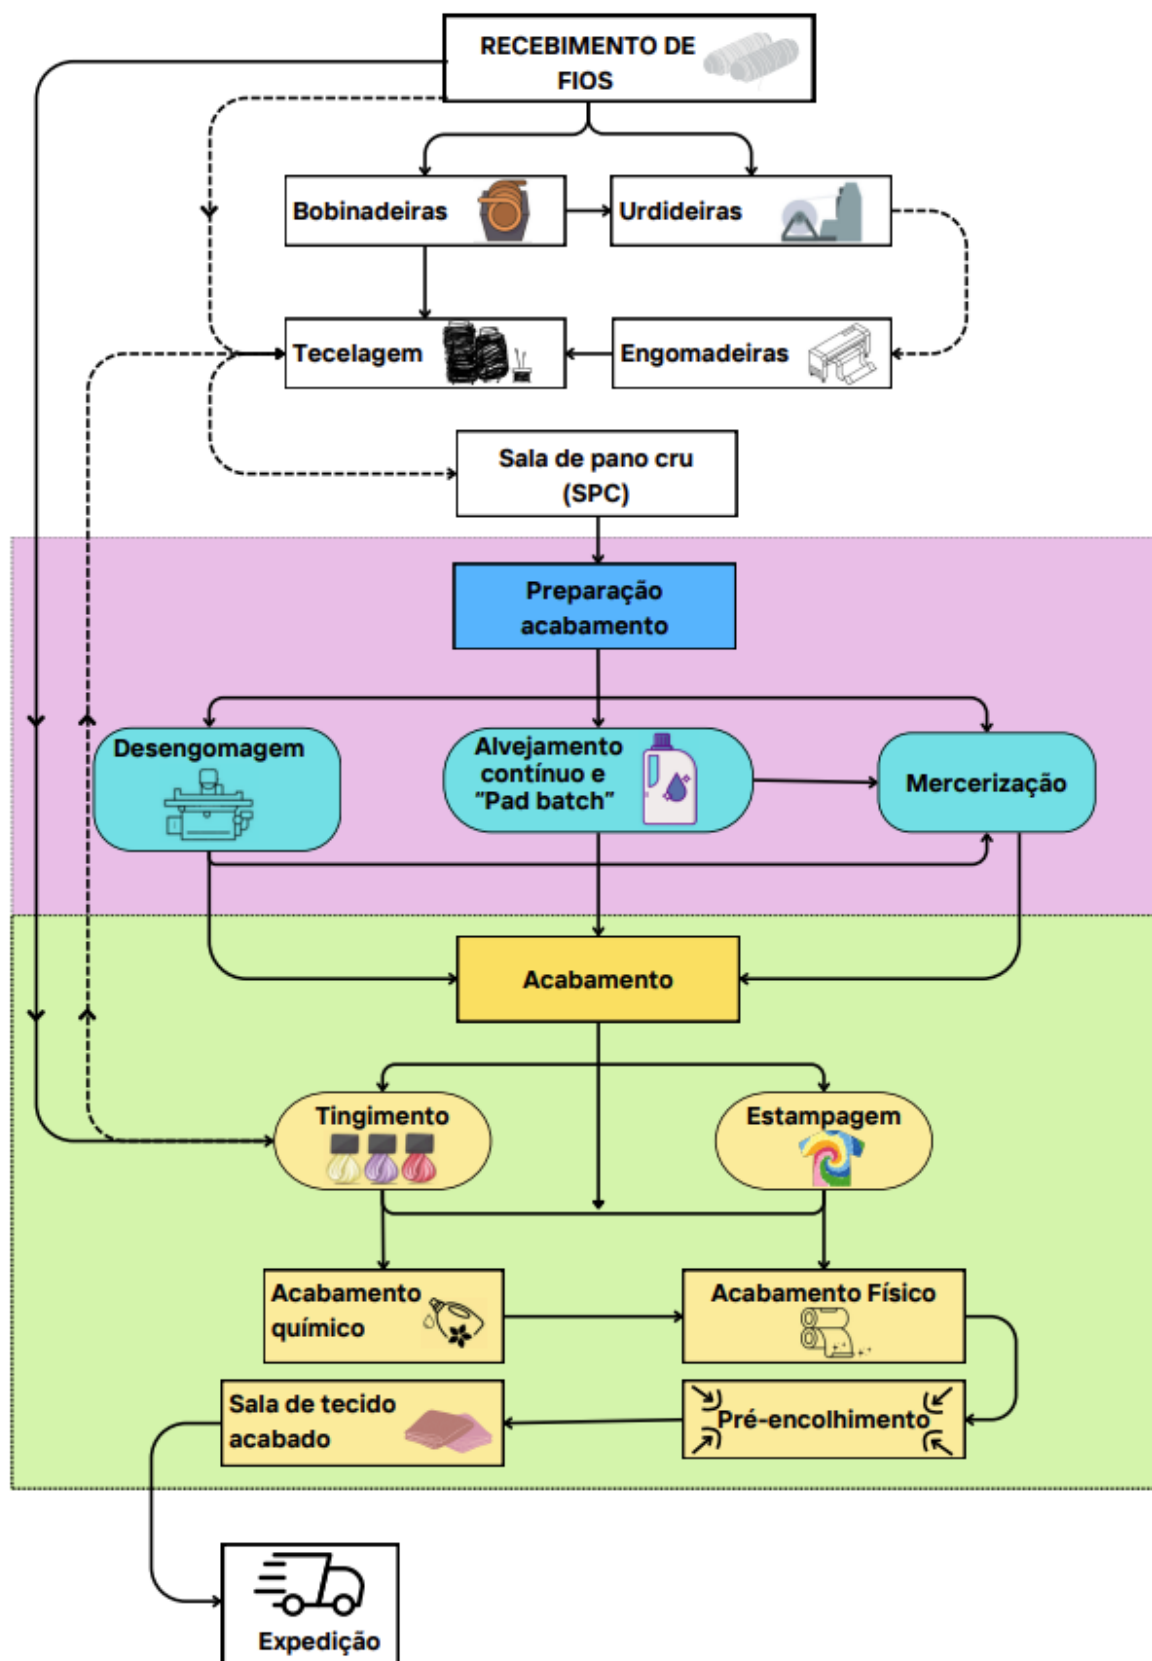 RECEBIMENTO DE
FIOS
Bobinadeiras
Urdideiras
Tecelagem
Engomadeiras
Sala de pano cru
(SPC)
Preparação
acabamento
Desengomagem
Alvejamento
contínuo e
"Pad batch"
Mercerização
Acabamento
Tingimento
Estampagem
Acabamento
químico
Acabamento Físico
Sala de tecido
acabado
Pré-encolhimento
Expedição